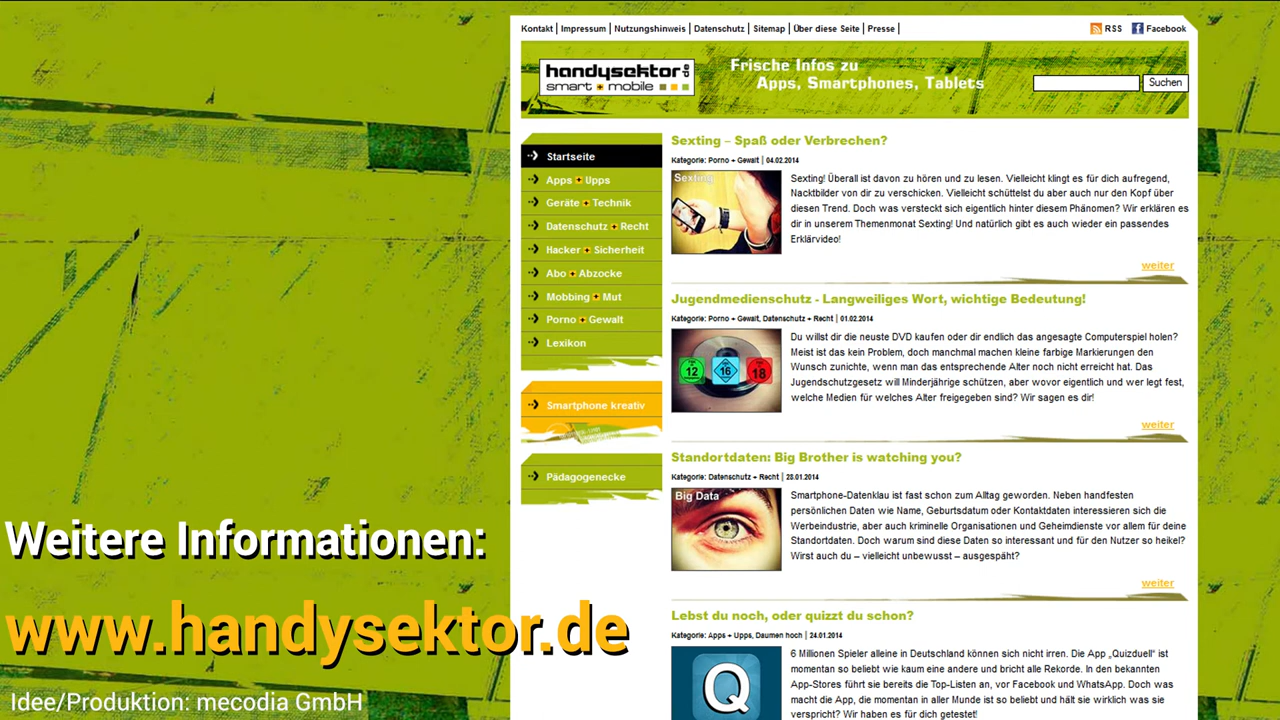 Kontakt | Impressum | Nutzungshinweis | Datenschutz | Sitemap | Über diese Seite | Presse |
RSS Facebook
handysektor.de
smart + mobile
Frische Infos zu
Apps, Smartphones, Tablets
Suchen
Startseite
Apps + Upps
Geräte + Technik
Datenschutz + Recht
Hacker + Sicherheit
Abo + Abzocke
Mobbing + Mut
Porno + Gewalt
Lexikon
Smartphone kreativ
Pädagogenecke
Sexting – Spaß oder Verbrechen?
Kategorie: Porno + Gewalt | 04.02.2014
Sexting
Sexting! Überall ist davon zu hören und zu lesen. Vielleicht klingt es für dich aufregend,
Nacktbilder von dir zu verschicken. Vielleicht schüttelst du aber auch nur den Kopf über
diesen Trend. Doch was versteckt sich eigentlich hinter diesem Phänomen? Wir erklären es
dir in unserem Themenmonat Sexting! Und natürlich gibt es auch wieder ein passendes
Erklärvideo!
weiter
Jugendmedienschutz - Langweiliges Wort, wichtige Bedeutung!
Kategorie: Porno + Gewalt, Datenschutz + Recht | 01.02.2014
12 16 18
Du willst dir die neuste DVD kaufen oder dir endlich das angesagte Computerspiel holen?
Meist ist das kein Problem, doch manchmal machen kleine farbige Markierungen den
Wunsch zunichte, wenn man das entsprechende Alter noch nicht erreicht hat. Das
Jugendschutzgesetz will Minderjährige schützen, aber wovor eigentlich und wer legt fest,
welche Medien für welches Alter freigegeben sind? Wir sagen es dir!
weiter
Standortdaten: Big Brother is watching you?
Kategorie: Datenschutz + Recht | 28.01.2014
Big Data
Smartphone-Datenklau ist fast schon zum Alltag geworden. Neben handfesten
persönlichen Daten wie Name, Geburtsdatum oder Kontaktdaten interessieren sich die
Werbeindustrie, aber auch kriminelle Organisationen und Geheimdienste vor allem für deine
Standortdaten. Doch warum sind diese Daten so interessant und für den Nutzer so heikel?
Wirst auch du – vielleicht unbewusst – ausgespäht?
weiter
Lebst du noch, oder quizzt du schon?
Kategorie: Apps + Upps, Daumen hoch | 24.01.2014
Q
6 Millionen Spieler alleine in Deutschland können sich nicht irren. Die App „Quizduell“ ist
momentan so beliebt wie kaum eine andere und bricht alle Rekorde. In den bekannten
App-Stores führt sie bereits die Top-Listen an, vor Facebook und WhatsApp. Doch was
macht die App, die momentan in aller Munde ist so beliebt und hält sie wirklich was sie
verspricht? Wir haben es für dich getestet!
Weitere Informationen:
www.handysektor.de
Idee/Produktion: mecodia GmbH